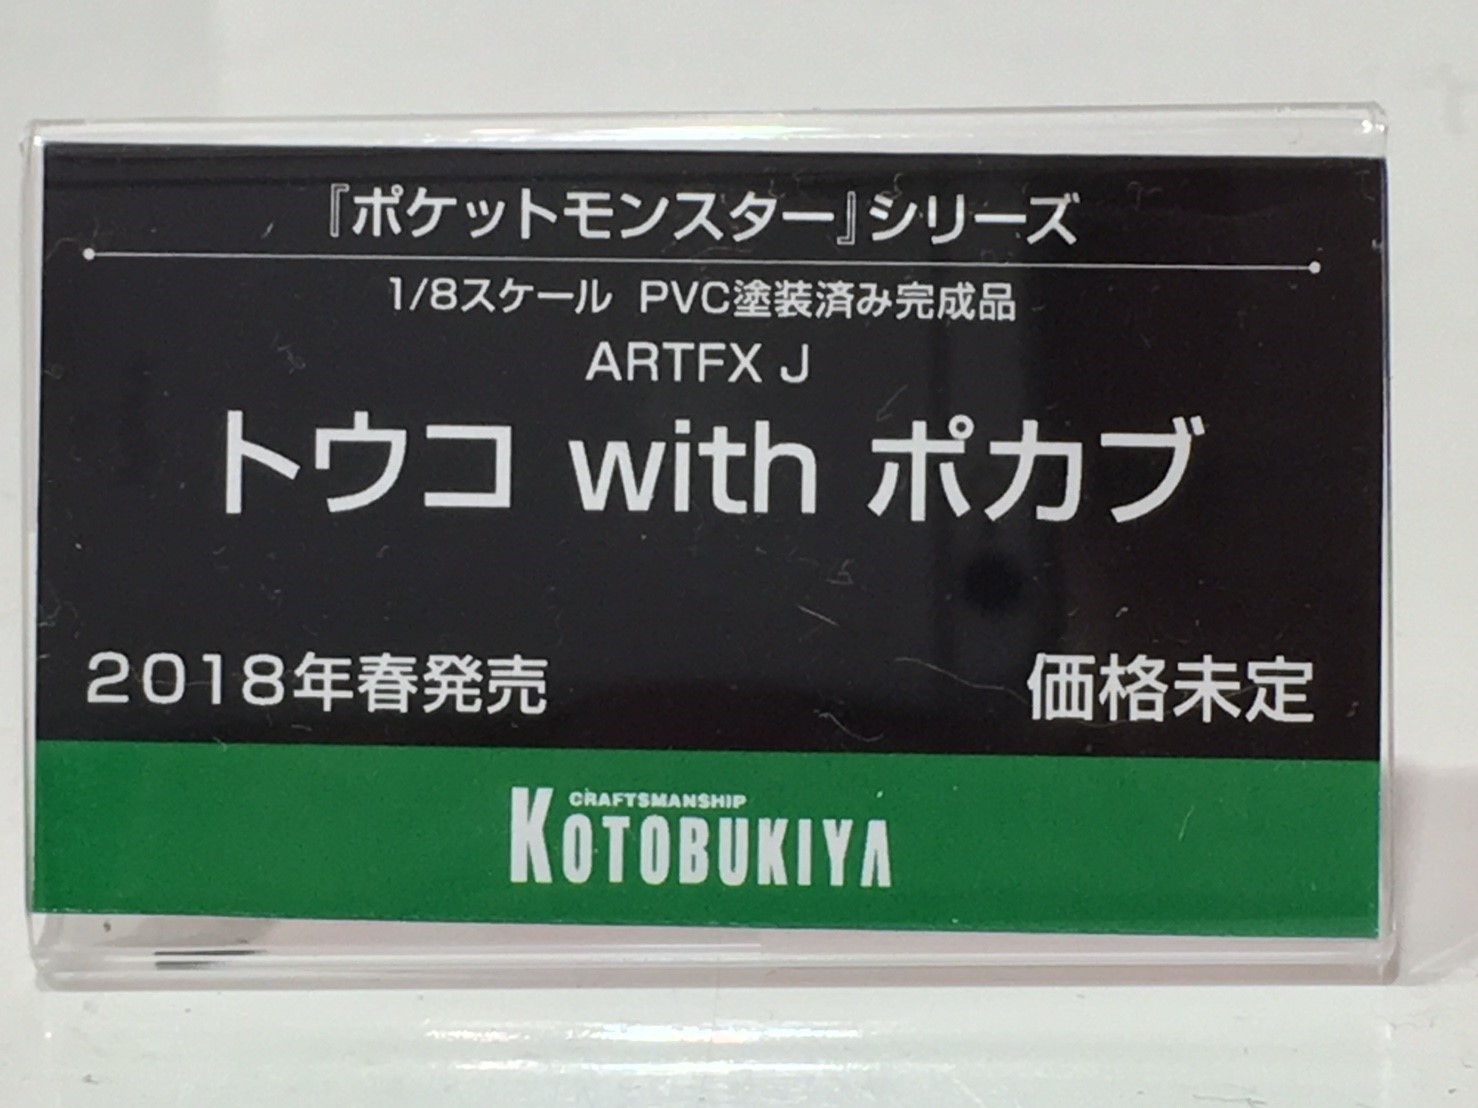 『ポケットモンスター』シリーズ
1/8スケール PVC塗装済み完成品
ARTFX J
トウコ with ポカブ
2018年春発売
価格未定
CRAFTSMANSHIP
KOTOBUKIYA